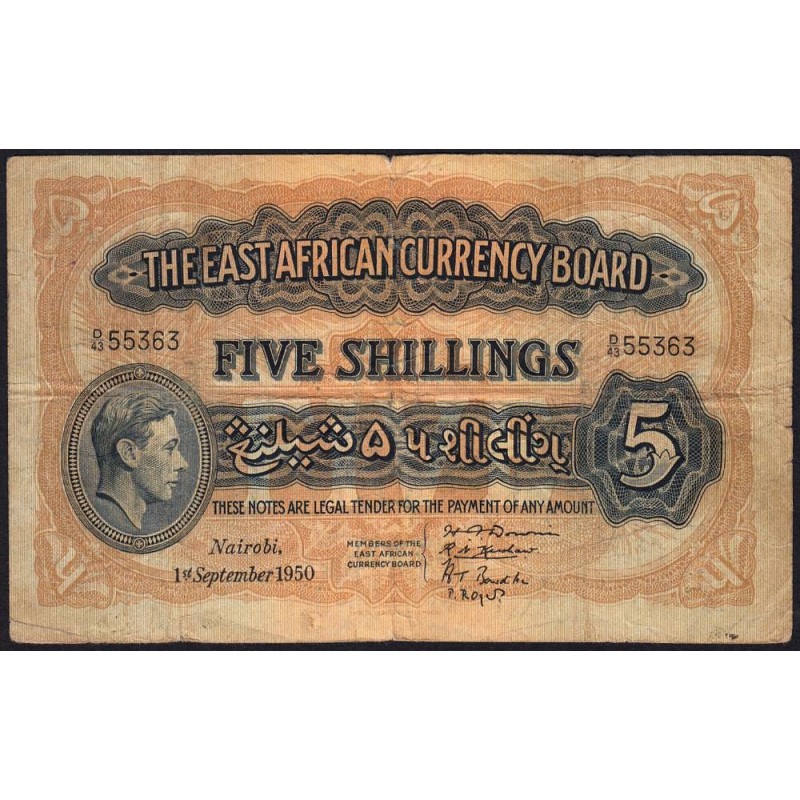 THE EAST AFRICAN CURRENCY BOARD
D/43 55363
D/43 55363
FIVE SHILLINGS
۵ شیلنڭ
૫ શીલીંગ
5
THESE NOTES ARE LEGAL TENDER FOR THE PAYMENT OF ANY AMOUNT
Nairobi,
1st September 1950
MEMBERS OF THE
EAST AFRICAN
CURRENCY BOARD